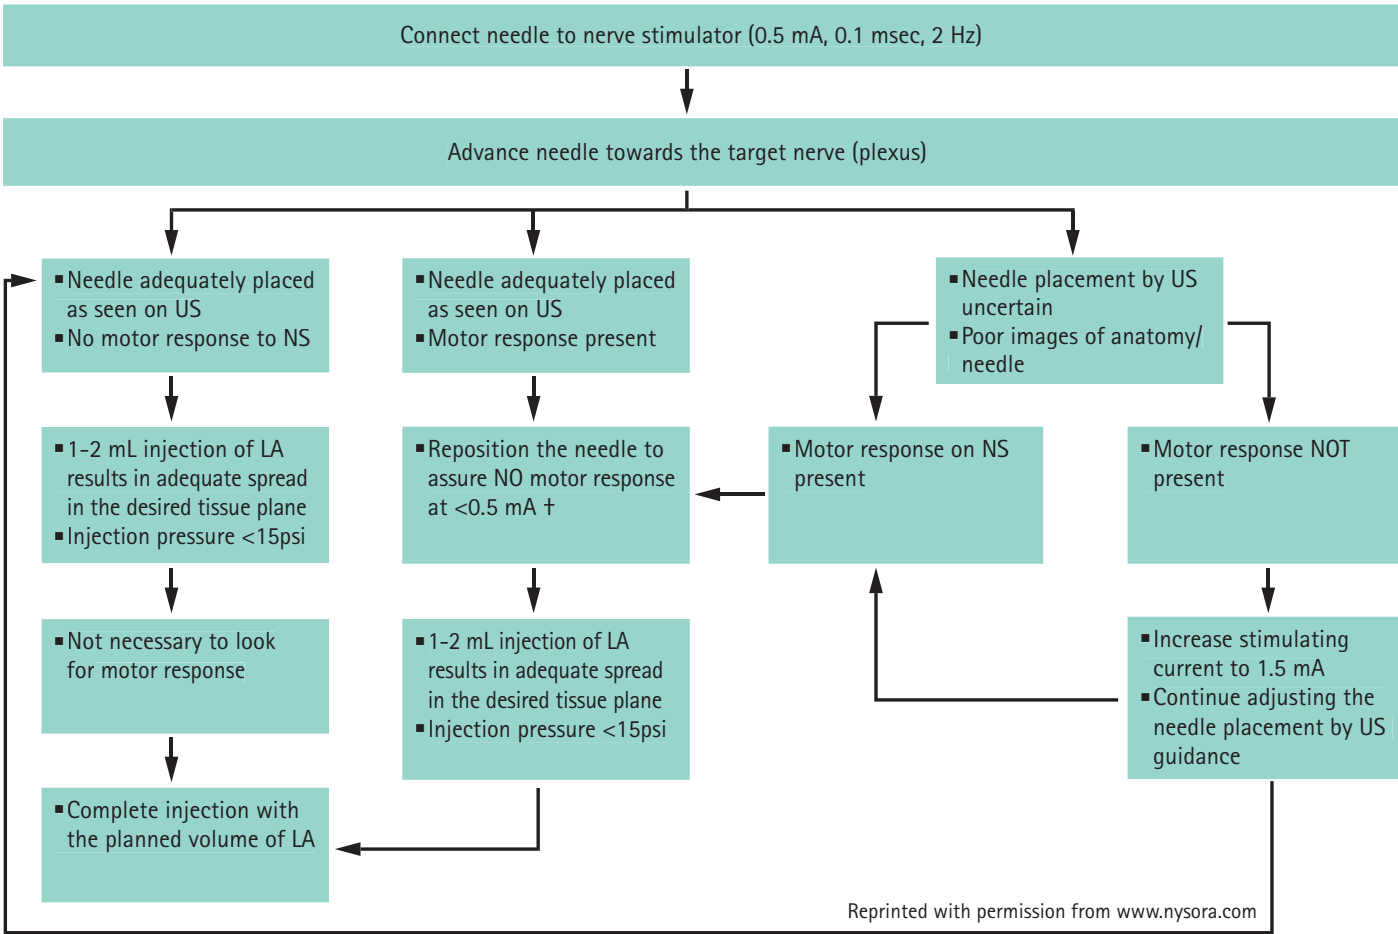 Connect needle to nerve stimulator (0.5 mA, 0.1 msec, 2 Hz)
Advance needle towards the target nerve (plexus)
▪ Needle adequately placed
as seen on US
▪ No motor response to NS
▪ Needle adequately placed
as seen on US
▪ Motor response present
▪ Needle placement by US
uncertain
▪ Poor images of anatomy/
needle
▪ 1-2 mL injection of LA
results in adequate spread
in the desired tissue plane
▪ Injection pressure <15psi
▪ Reposition the needle to
assure NO motor response
at <0.5 mA †
▪ Motor response on NS
present
▪ Motor response NOT
present
▪ Not necessary to look
for motor response
▪ 1-2 mL injection of LA
results in adequate spread
in the desired tissue plane
▪ Injection pressure <15psi
▪ Increase stimulating
current to 1.5 mA
▪ Continue adjusting the
needle placement by US
guidance
▪ Complete injection with
the planned volume of LA
Reprinted with permission from www.nysora.com